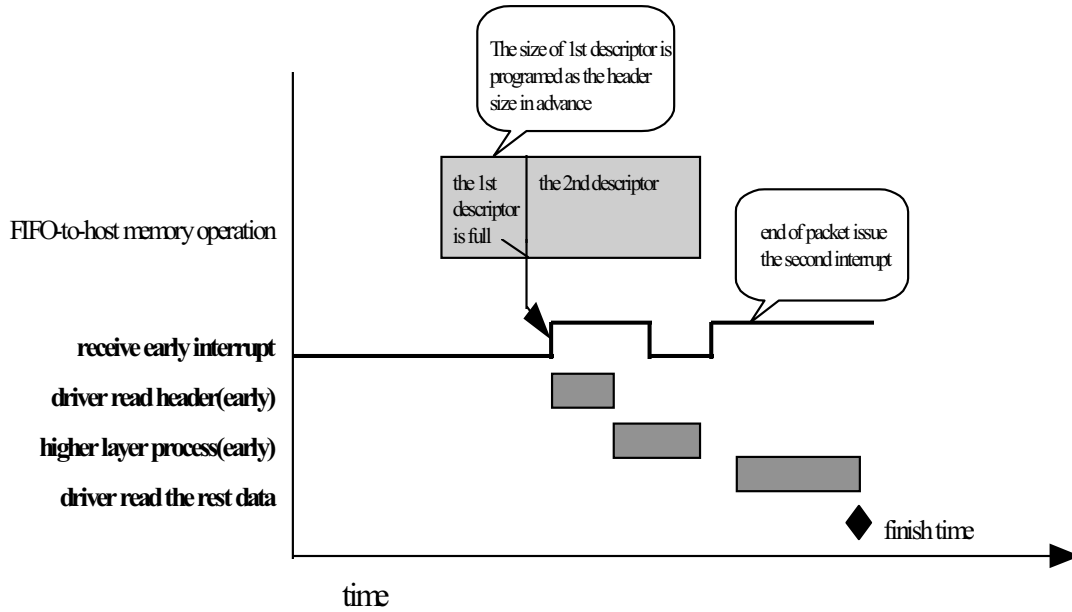 The size of 1st descriptor is
programed as the header
size in advance
the 1st
descriptor
is full
the 2nd descriptor
FIFO-to-host memory operation
end of packet issue
the second interrupt
receive early interrupt
driver read header(early)
higher layer process(early)
driver read the rest data
finish time
time